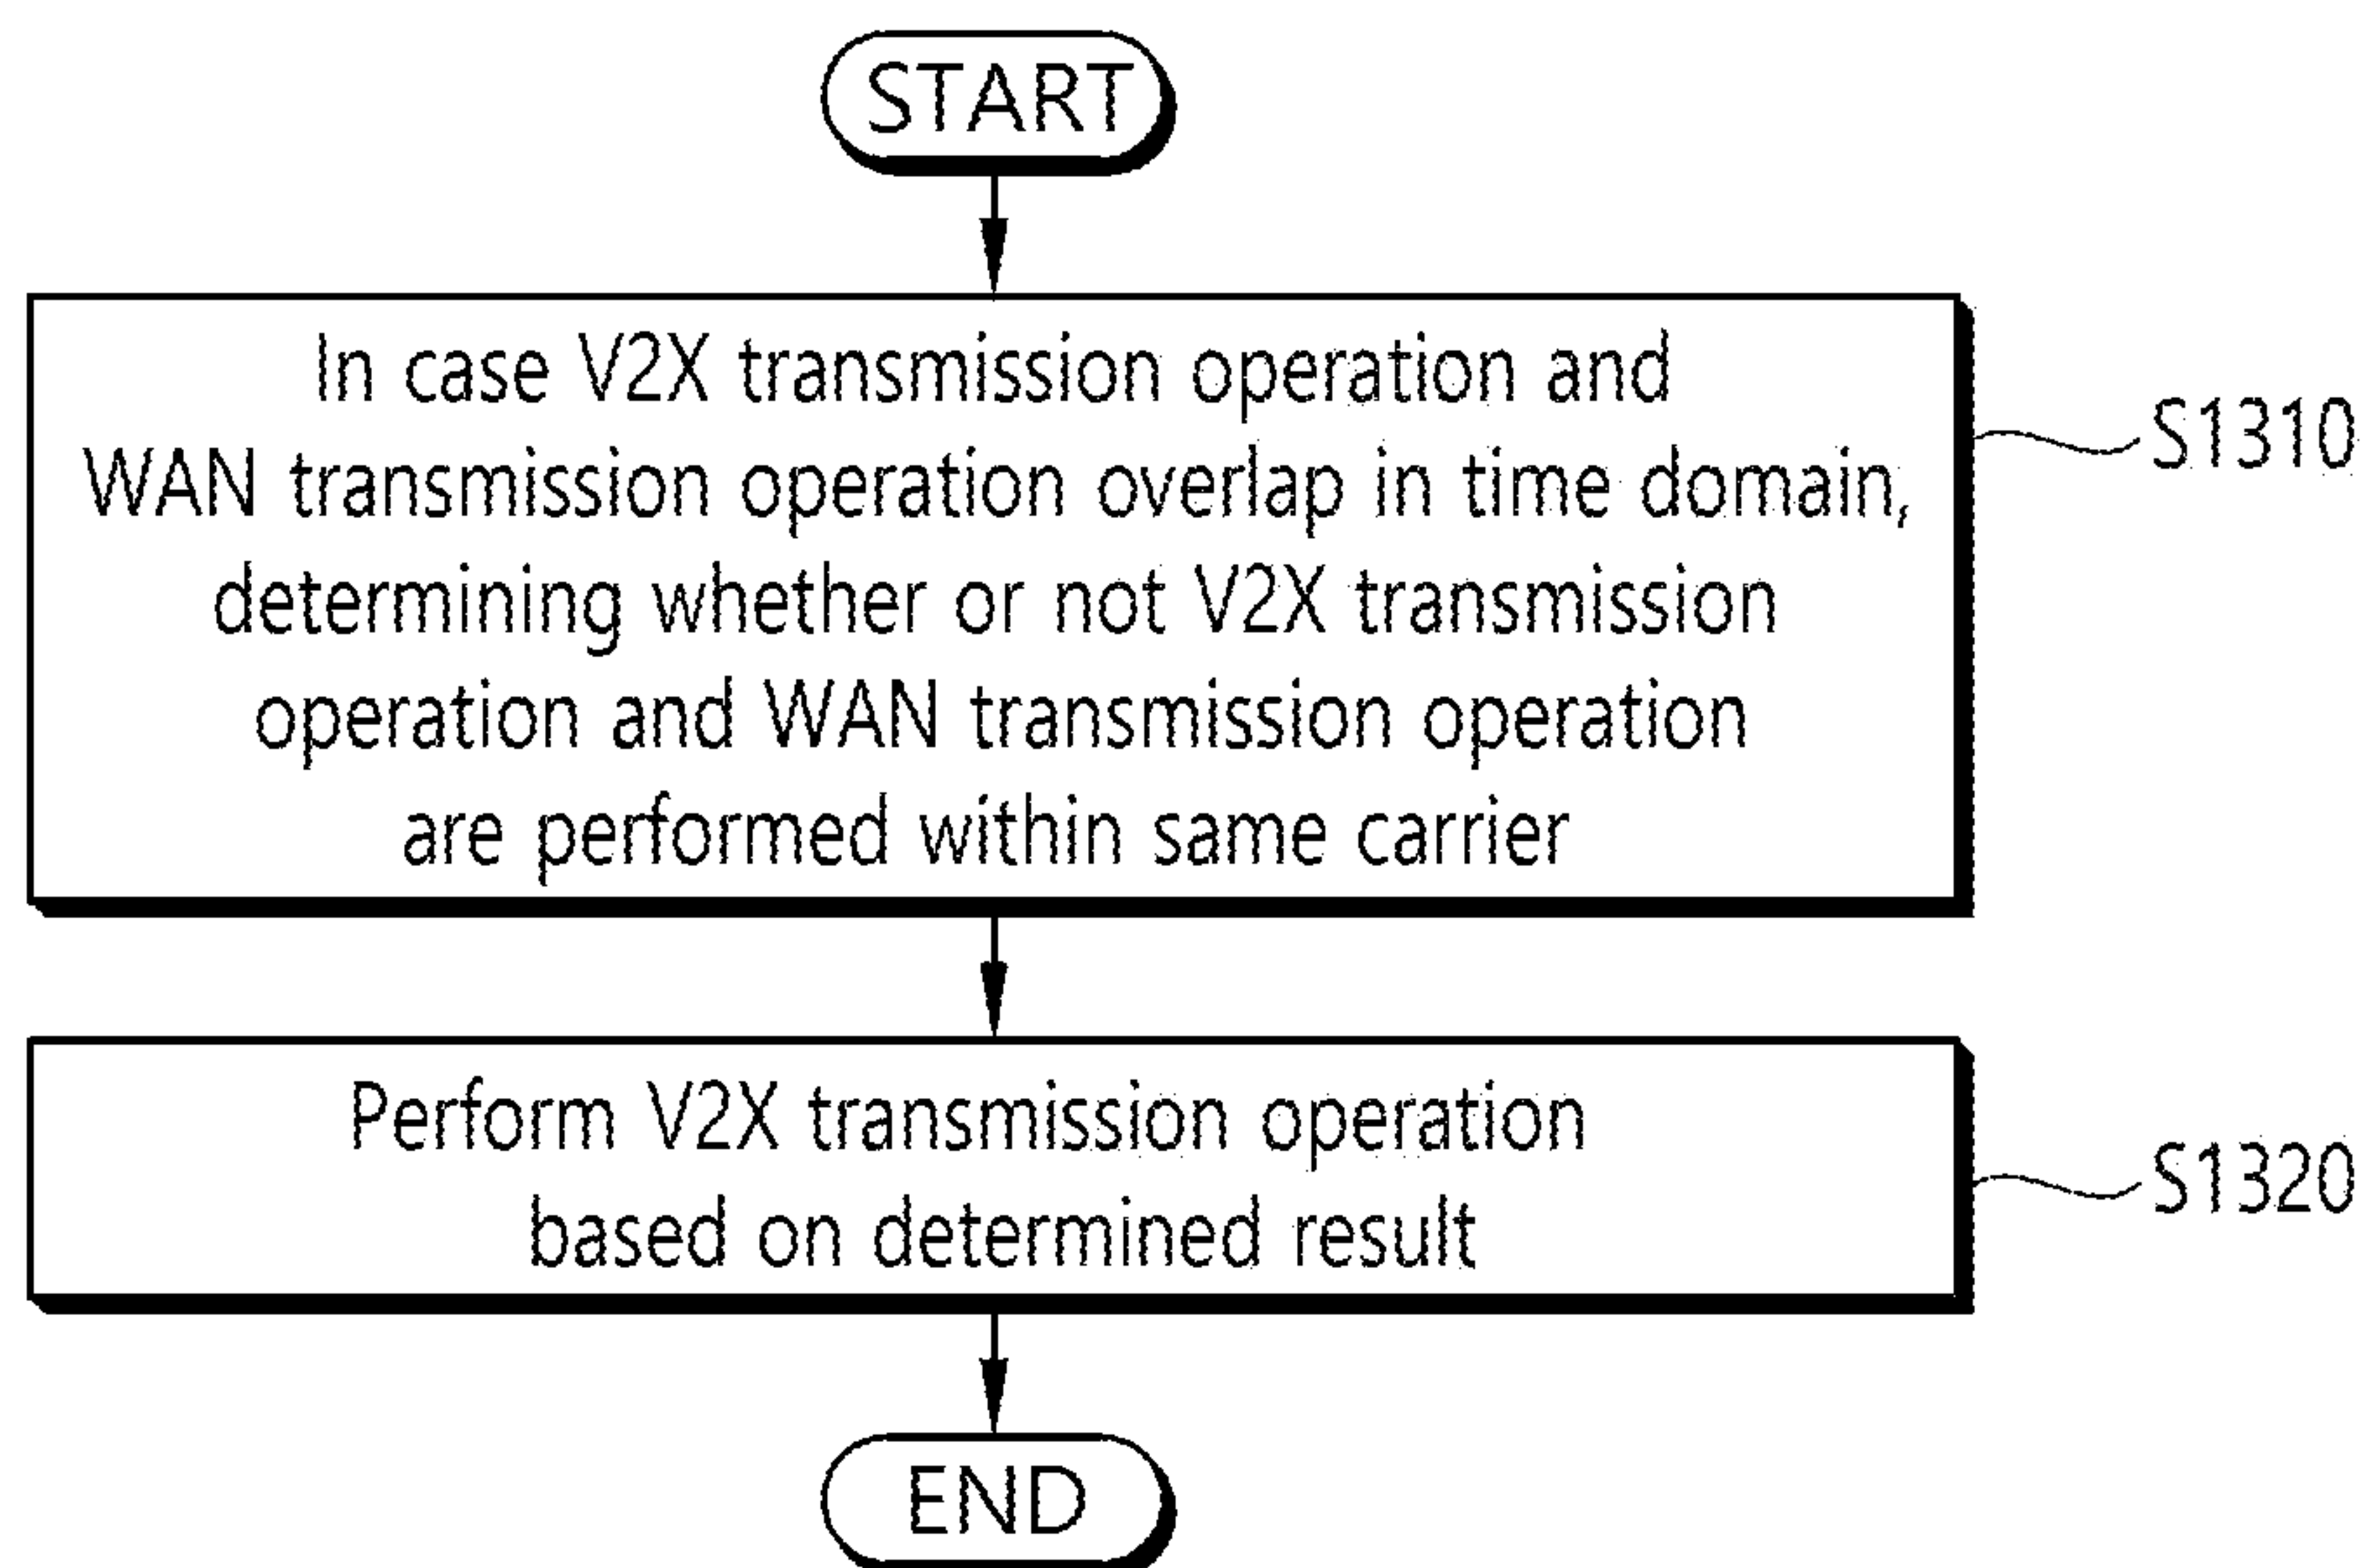 START
In case V2X transmission operation and
WAN transmission operation overlap in time domain,
determining whether or not V2X transmission
operation and WAN transmission operation
are performed within same carrier
S1310
Perform V2X transmission operation
based on determined result
S1320
END